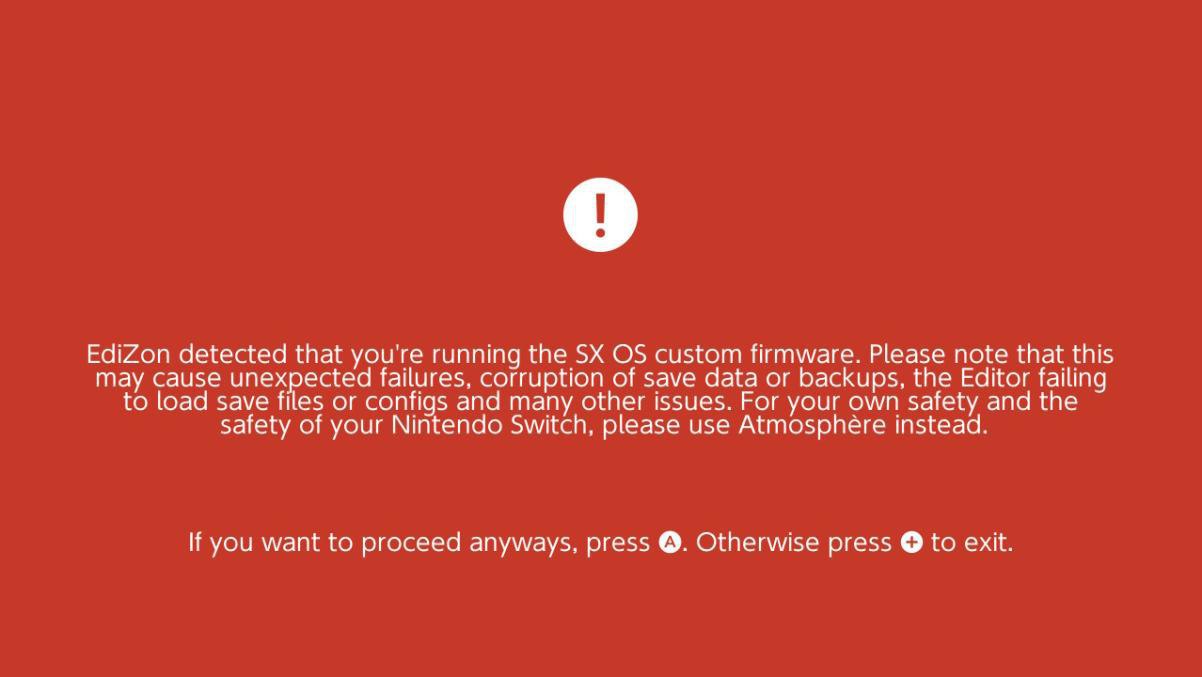 EdiZon detected that you're running the SX OS custom firmware. Please note that this
may cause unexpected failures, corruption of save data or backups, the Editor failing
to load save files or configs and many other issues. For your own safety and the
safety of your Nintendo Switch, please use Atmosphère instead.
If you want to proceed anyways, press Ⓐ. Otherwise press ⊕ to exit.